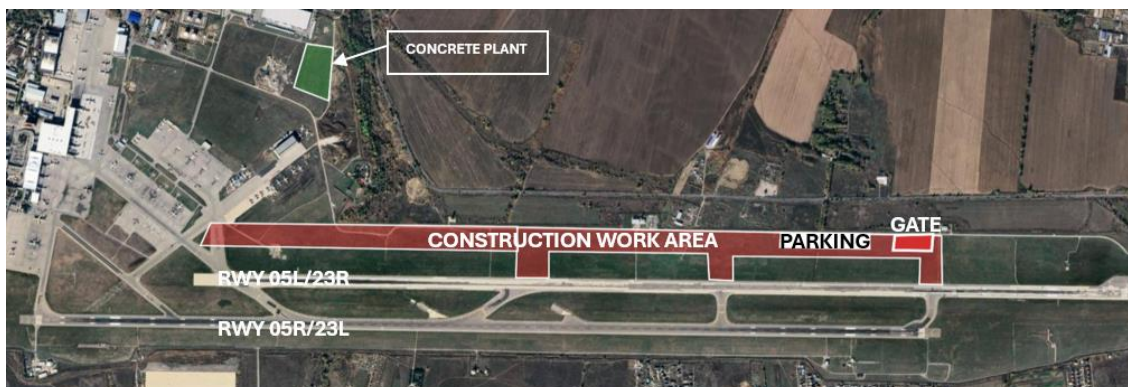 CONCRETE PLANT
GATE
CONSTRUCTION WORK AREA
PARKING
RWY 05L/23R
RWY 05R/23L